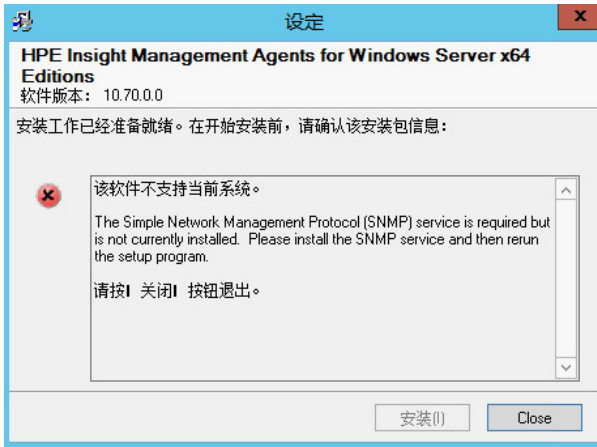 设定
x
HPE Insight Management Agents for Windows Server x64
Editions
软件版本: 10.70.0.0
安装工作已经准备就绪。在开始安装前，请确认该安装包信息：
该软件不支持当前系统。
The Simple Network Management Protocol (SNMP) service is required but
is not currently installed.  Please install the SNMP service and then rerun
the setup program.
请按I 关闭I 按钮退出。
安装(I)
Close